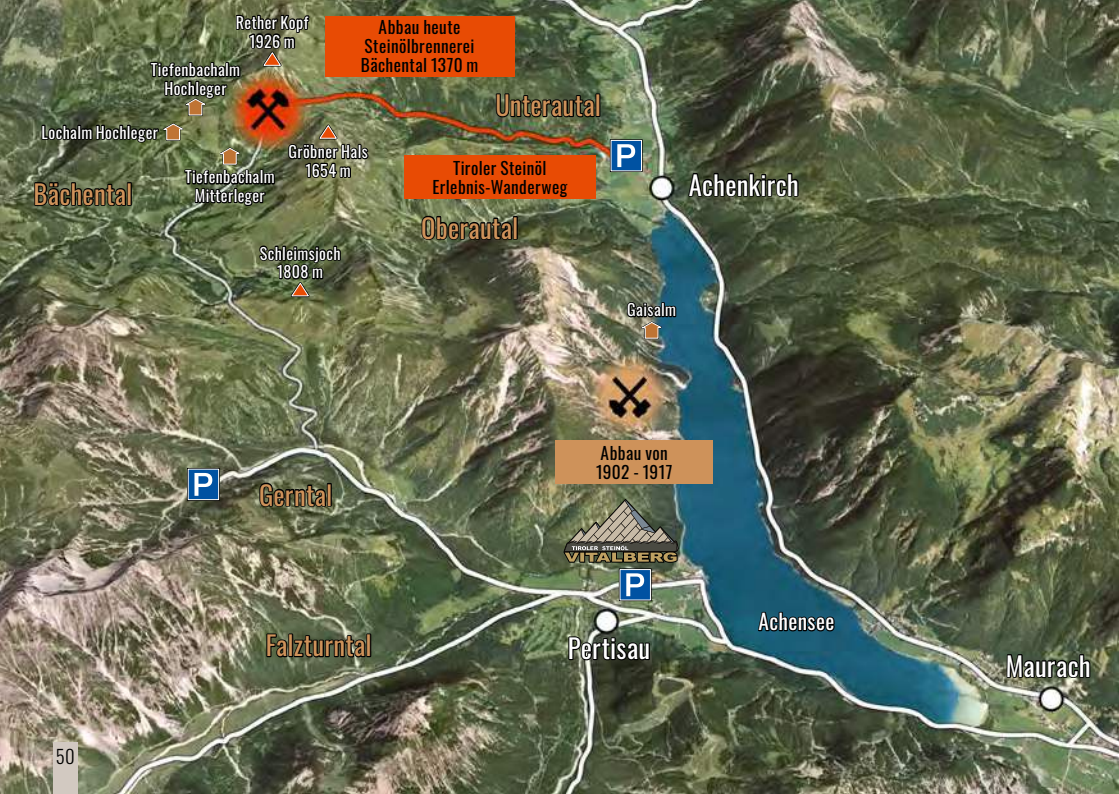 Rether Kopf
1926 m
Abbau heute
Steinölbrennerei
Bächental 1370 m
Tiefenbachalm
Hochleger
Unterautal
Lochalm Hochleger
Gröbner Hals
1654 m
P
Tiroler Steinöl
Erlebnis-Wanderweg
Tiefenbachalm
Mitterleger
Bächental
Achenkirch
Oberautal
Schleimsjoch
1808 m
Gaisalm
Abbau von
1902 - 1917
P
Gerntal
TIROLER STEINÖL
VITALBERG
P
Achensee
Falzturntal
Pertisau
Maurach
50